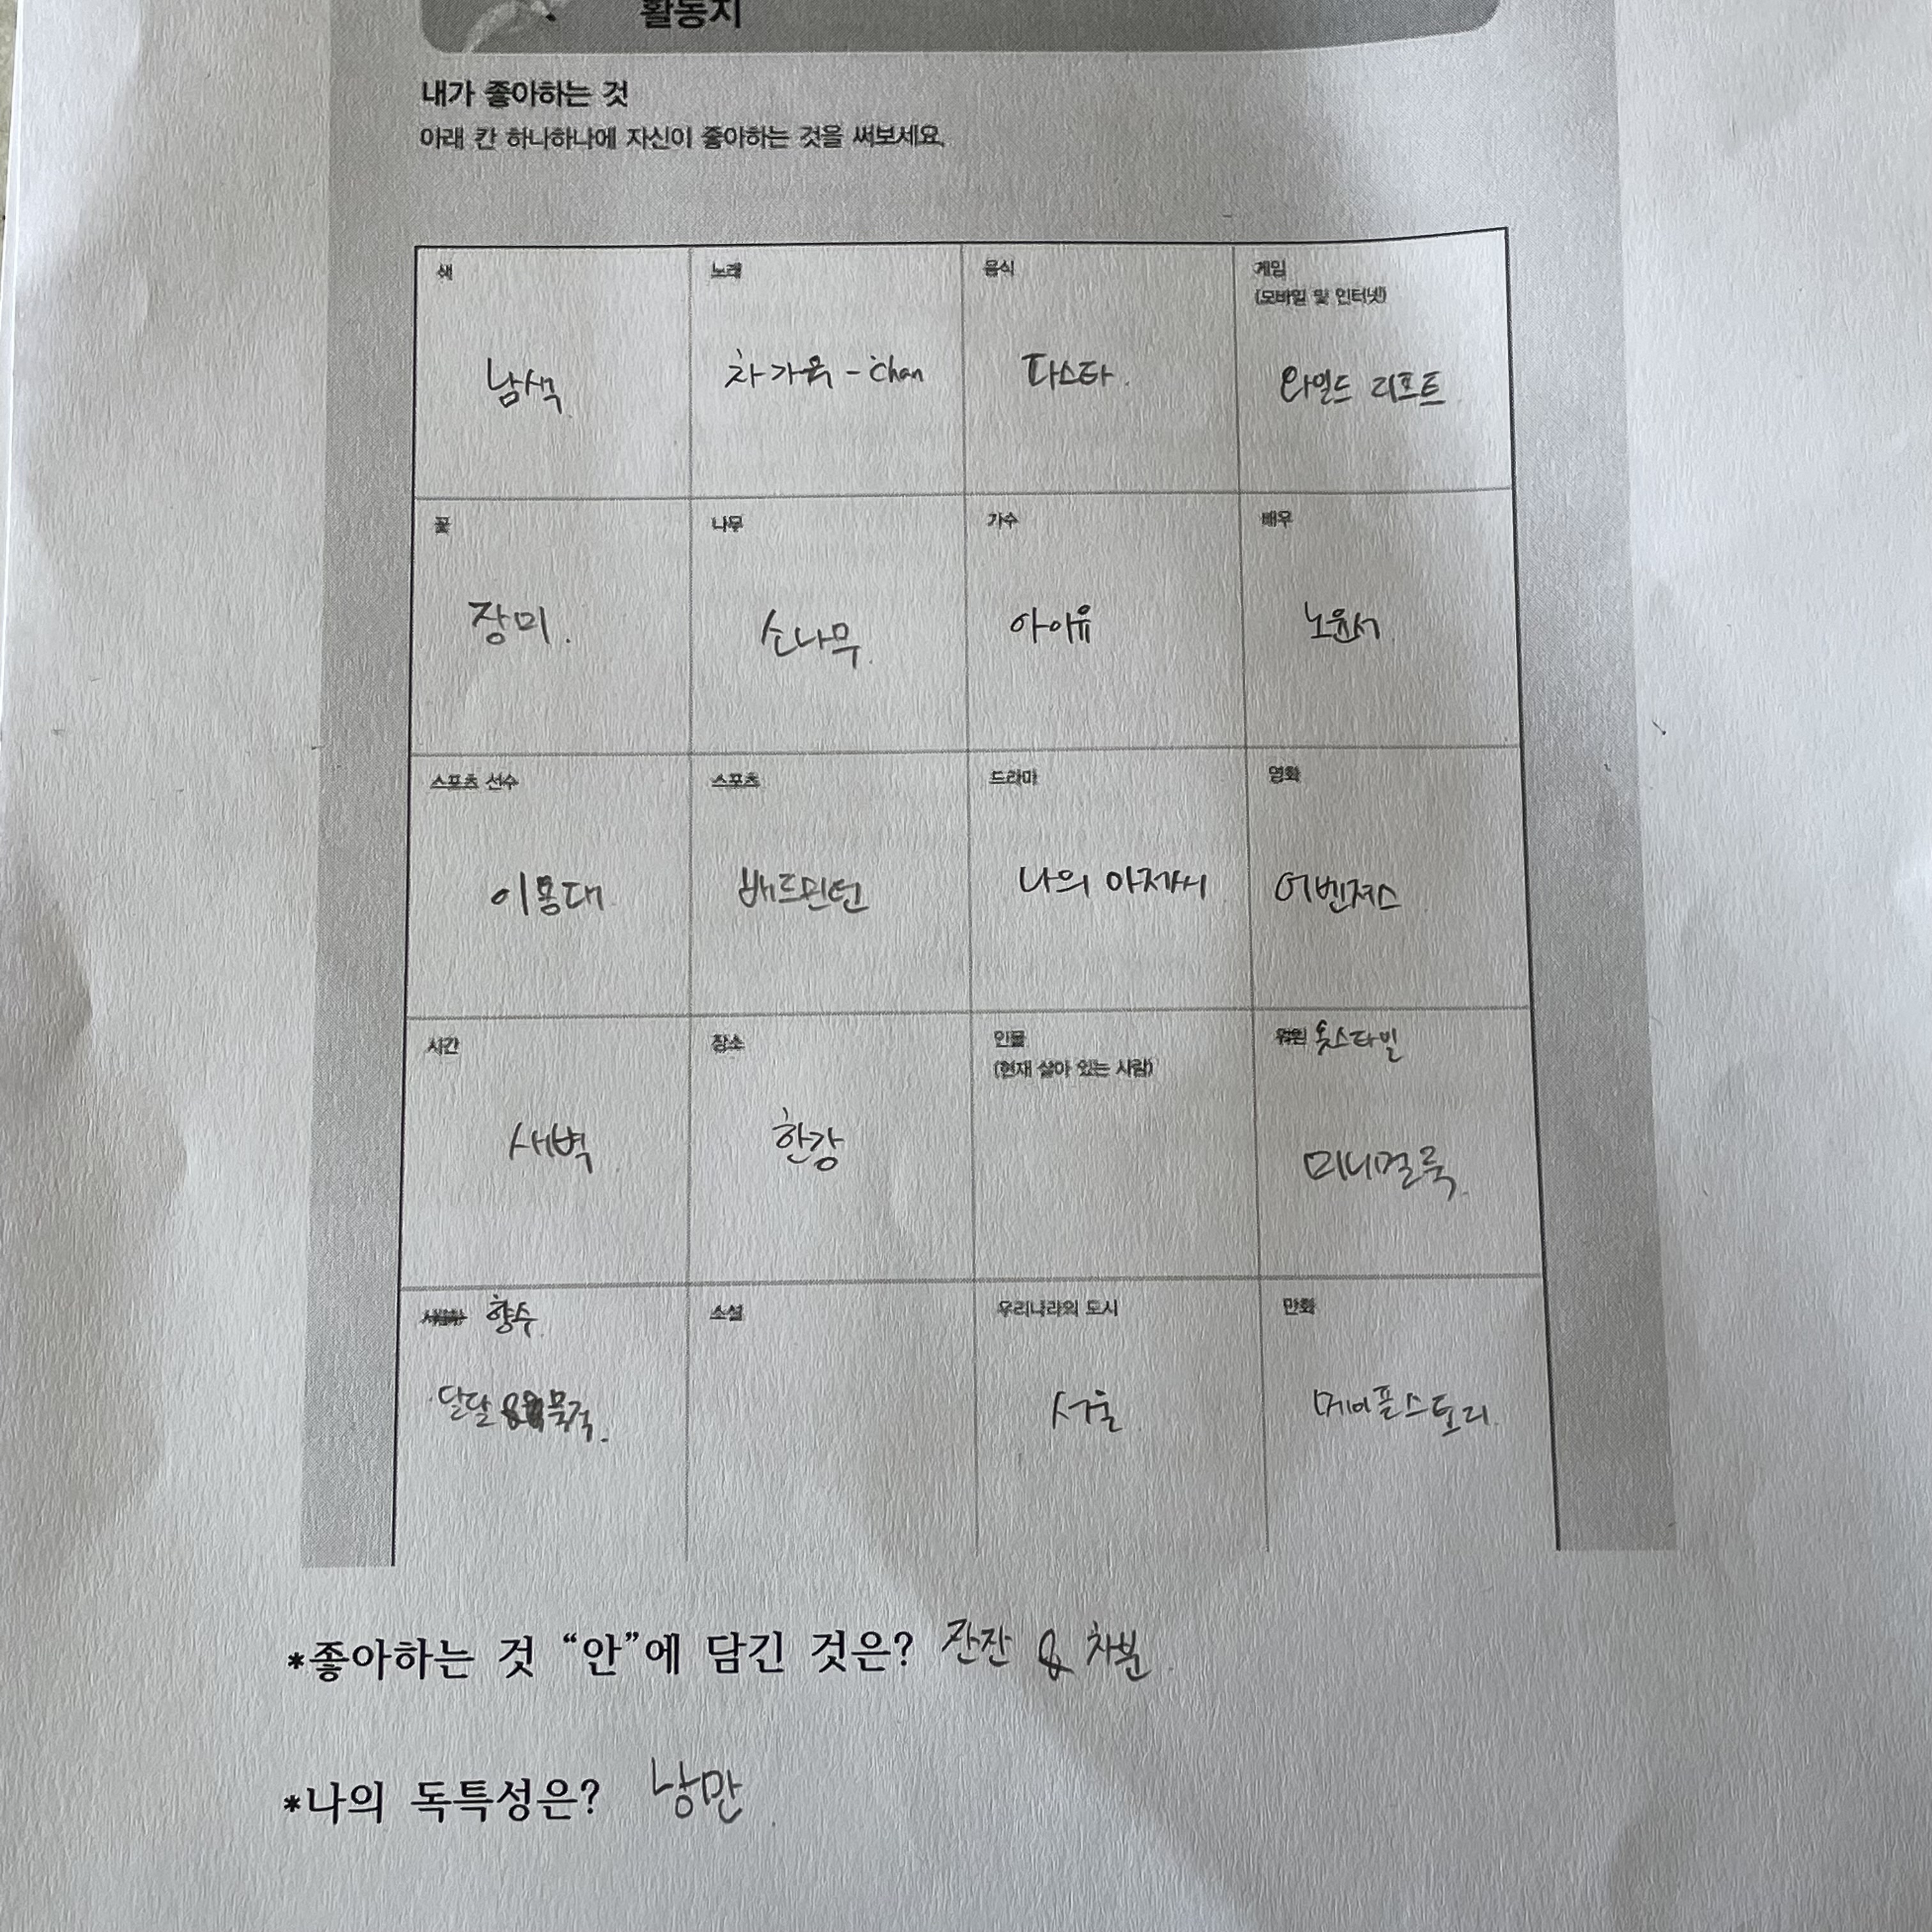 활동지
내가 좋아하는 것
아래 칸 하나하나에 자신이 좋아하는 것을 써보세요.
색 노래 음식 게임
(모바일 및 인터넷)
남색 차가옥 - Chan 파스타. 와일드 리프트
꽃 나무 가수 배우
장미. 소나무. 아이유 노윤서
스포츠 선수 스포츠 드라마 영화
이용대 배드민턴 나의 아저씨 어벤져스
시간 장소 인물 옷스타일
(현재 살아 있는 사람)
새벽 한강 미니멀룩.
향수 소설 우리나라의 도시 만화
달달 묵직. 서울 메이플스토리.
*좋아하는 것 “안”에 담긴 것은? 잔잔 & 차분
*나의 독특성은? 낭만